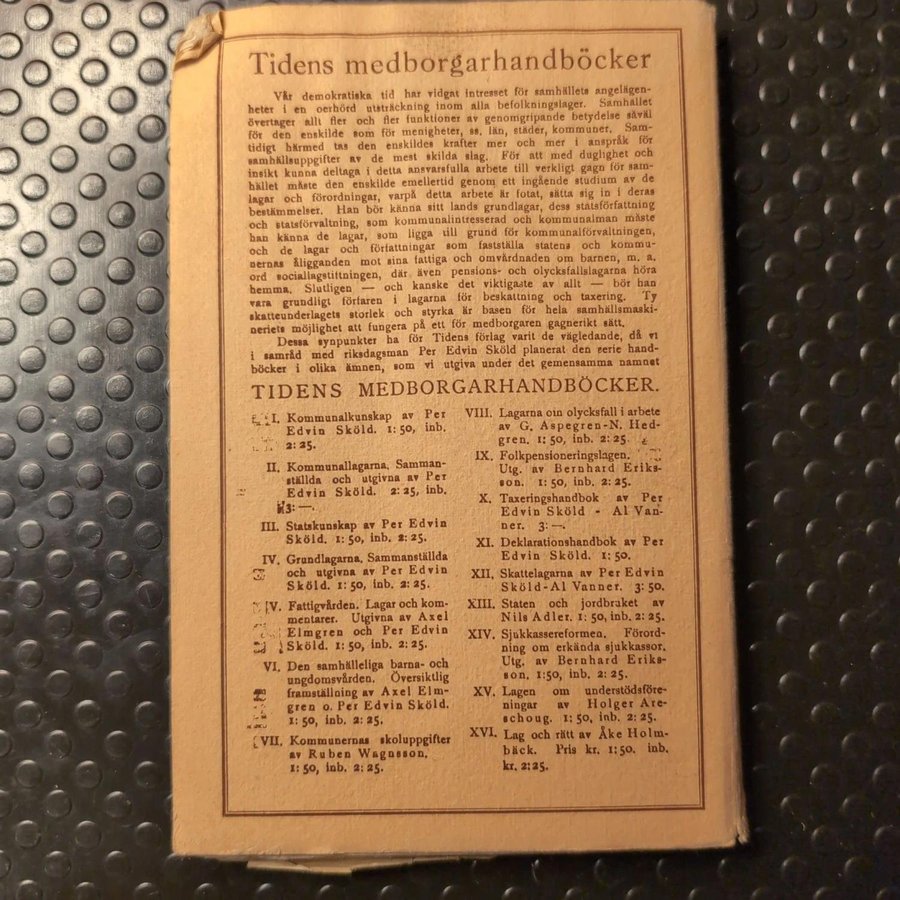 Tidens medborgarhandböcker
Vår demokratiska tid har vidgat intresset för samhällets angelägen-
heter i en oerhörd utsträckning inom alla befolkningslager. Samhället
övertager allt fler och fler funktioner av genomgripande betydelse såväl
för den enskilde som för menigheter, ss. län, städer, kommuner. Sam-
tidigt härmed tas den enskildes krafter mer och mer i anspråk för
samhällsuppgifter av de mest skilda slag. För att med duglighet och
insikt kunna deltaga i detta ansvarsfulla arbete till verkligt gagn för sam-
hället måste den enskilde emellertid genom ett ingående studium av de
lagar och förordningar, varpå detta arbete är fotat, sätta sig in i deras
bestämmelser. Han bör känna sitt lands grundlagar, dess statsförfattning
och statsförvaltning, som kommunalintresserad och kommunalman måste
han känna de lagar, som ligga till grund för kommunalförvaltningen,
och de lagar och författningar som fastställa statens och kommu-
nernas åligganden mot sina fattiga och omvårdnaden om barnen, m. a.
ord sociallagstiftningen, där även pensions- och olycksfallslagarna höra
hemma. Slutligen — och kanske det viktigaste av allt — bör han
vara grundligt förfaren i lagarna för beskattning och taxering. Ty
skatteunderlagets storlek och styrka är basen för hela samhällsmaski-
neriets möjlighet att fungera på ett för medborgaren gagnerikt sätt.
Dessa synpunkter ha för Tidens förlag varit de vägledande, då vi
i samråd med riksdagsman Per Edvin Sköld planerat den serie hand-
böcker i olika ämnen, som vi utgiva under det gemensamma namnet
TIDENS MEDBORGARHANDBÖCKER.
I. Kommunalkunskap av Per
Edvin Sköld. 1: 50, inb.
2: 25.
II. Kommunallagarna. Samman-
ställda och utgivna av Per
Edvin Sköld. 2: 25, inb.
3: —.
III. Statskunskap av Per Edvin
Sköld. 1: 50, inb. 2: 25.
IV. Grundlagarna. Sammanställda
och utgivna av Per Edvin
Sköld. 1: 50, inb. 2: 25.
V. Fattigvården. Lagar och kom-
mentarer. Utgivna av Axel
Elmgren och Per Edvin
Sköld. 1: 50, inb. 2: 25.
VI. Den samhälleliga barna- och
ungdomsvården. Översiktlig
framställning av Axel Elm-
gren o. Per Edvin Sköld.
1: 50, inb. 2: 25.
VII. Kommunernas skoluppgifter
av Ruben Wagnsson.
1: 50, inb. 2: 25.
VIII. Lagarna om olycksfall i arbete
av G. Aspegren-N. Hed-
gren. 1: 50, inb. 2: 25.
IX. Folkpensioneringslagen.
Utg. av Bernhard Eriks-
son. 1: 50, inb. 2: 25.
X. Taxeringshandbok av Per
Edvin Sköld - Al Van-
ner. 3: —.
XI. Deklarationshandbok av Per
Edvin Sköld. 1: 50.
XII. Skattelagarna av Per Edvin
Sköld-Al Vanner. 3: 50.
XIII. Staten och jordbruket av
Nils Adler. 1: 50, inb. 2: 25.
XIV. Sjukkassereformen. Förord-
ning om erkända sjukkassor.
Utg. av Bernhard Eriks-
son. 1:50, inb. 2: 25.
XV. Lagen om understödsföre-
ningar av Holger Are-
schoug. 1: 50, inb. 2: 25.
XVI. Lag och rätt av Åke Holm-
bäck. Pris kr. 1: 50. inb.
kr. 2: 25.